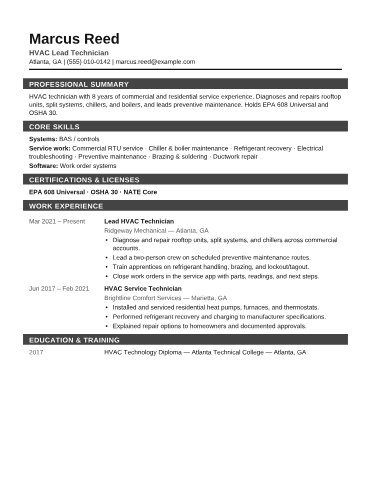 Marcus Reed
HVAC Lead Technician
Atlanta, GA | (555) 010-0142 | marcus.reed@example.com
PROFESSIONAL SUMMARY
HVAC technician with 8 years of commercial and residential service experience. Diagnoses and repairs rooftop
units, split systems, chillers, and boilers, and leads preventive maintenance. Holds EPA 608 Universal and
OSHA 30.
CORE SKILLS
Systems: BAS / controls
Service work: Commercial RTU service · Chiller & boiler maintenance · Refrigerant recovery · Electrical
troubleshooting · Preventive maintenance · Brazing & soldering · Ductwork repair
Software: Work order systems
CERTIFICATIONS & LICENSES
EPA 608 Universal · OSHA 30 · NATE Core
WORK EXPERIENCE
Mar 2021 – Present Lead HVAC Technician
Ridgeway Mechanical — Atlanta, GA
• Diagnose and repair rooftop units, split systems, and chillers across commercial
accounts.
• Lead a two-person crew on scheduled preventive maintenance routes.
• Train apprentices on refrigerant handling, brazing, and lockout/tagout.
• Close work orders in the service app with parts, readings, and next steps.
Jun 2017 – Feb 2021 HVAC Service Technician
Brightline Comfort Services — Marietta, GA
• Installed and serviced residential heat pumps, furnaces, and thermostats.
• Performed refrigerant recovery and charging to manufacturer specifications.
• Explained repair options to homeowners and documented approvals.
EDUCATION & TRAINING
2017 HVAC Technology Diploma — Atlanta Technical College — Atlanta, GA